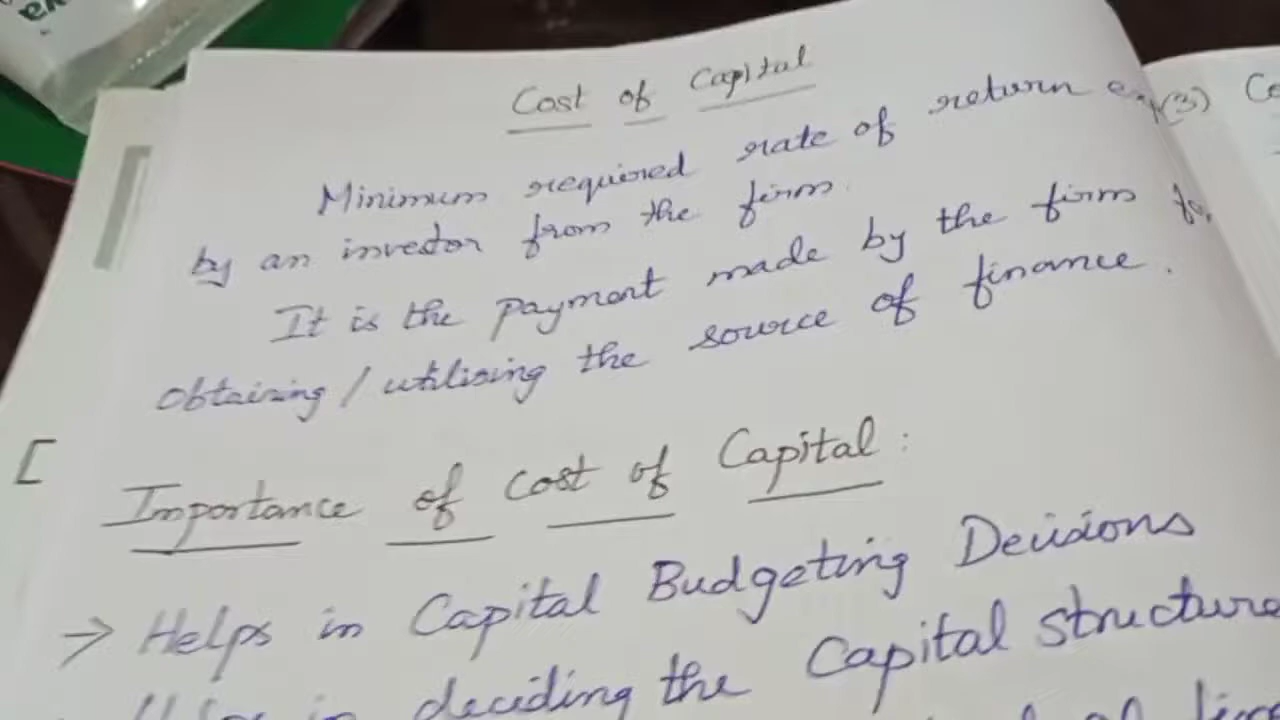 Cost of Capital
Minimum required rate of return
by an investor from the firm.
It is the payment made by the firm
Obtaining / utilising the source of finance.
[
Importance of Cost of Capital :
→ Helps in Capital Budgeting Decisions
deciding the Capital structure
(3)